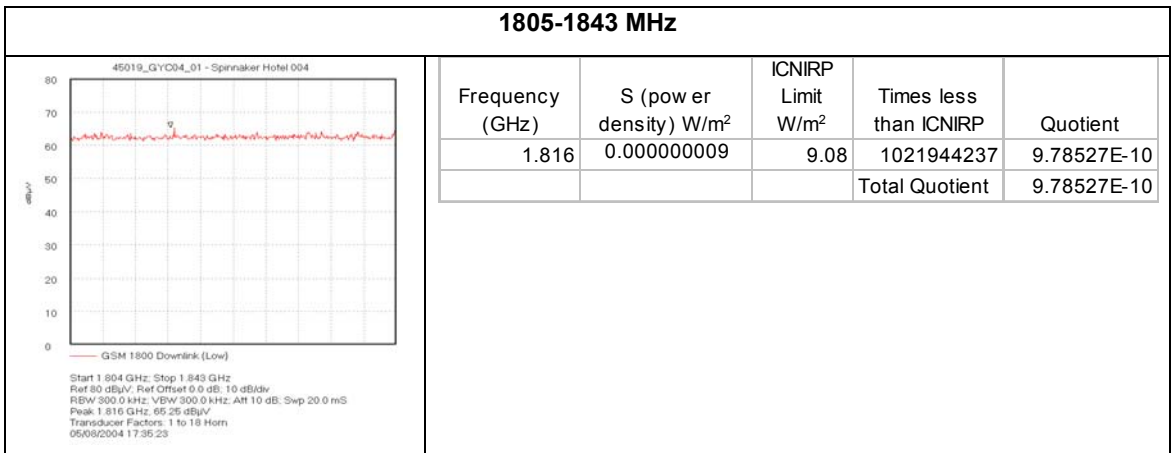 1805-1843 MHz
45019_GYC04_01 - Spinnaker Hotel 004
80
70
60
50
40
30
20
10
0
dBµV
GSM 1800 Downlink (Low)
Start 1.804 GHz; Stop 1.843 GHz
Ref 80 dBµV; Ref Offset 0.0 dB; 10 dB/div
RBW 300.0 kHz; VBW 300.0 kHz; Att 10 dB; Swp 20.0 mS
Peak 1.816 GHz, 65.25 dBµV
Transducer Factors: 1 to 18 Horn
05/08/2004 17:35:23
Frequency (GHz) S (pow er density) W/m² ICNIRP Limit W/m² Times less than ICNIRP Quotient
1.816 0.000000009 9.08 1021944237 9.78527E-10
Total Quotient 9.78527E-10